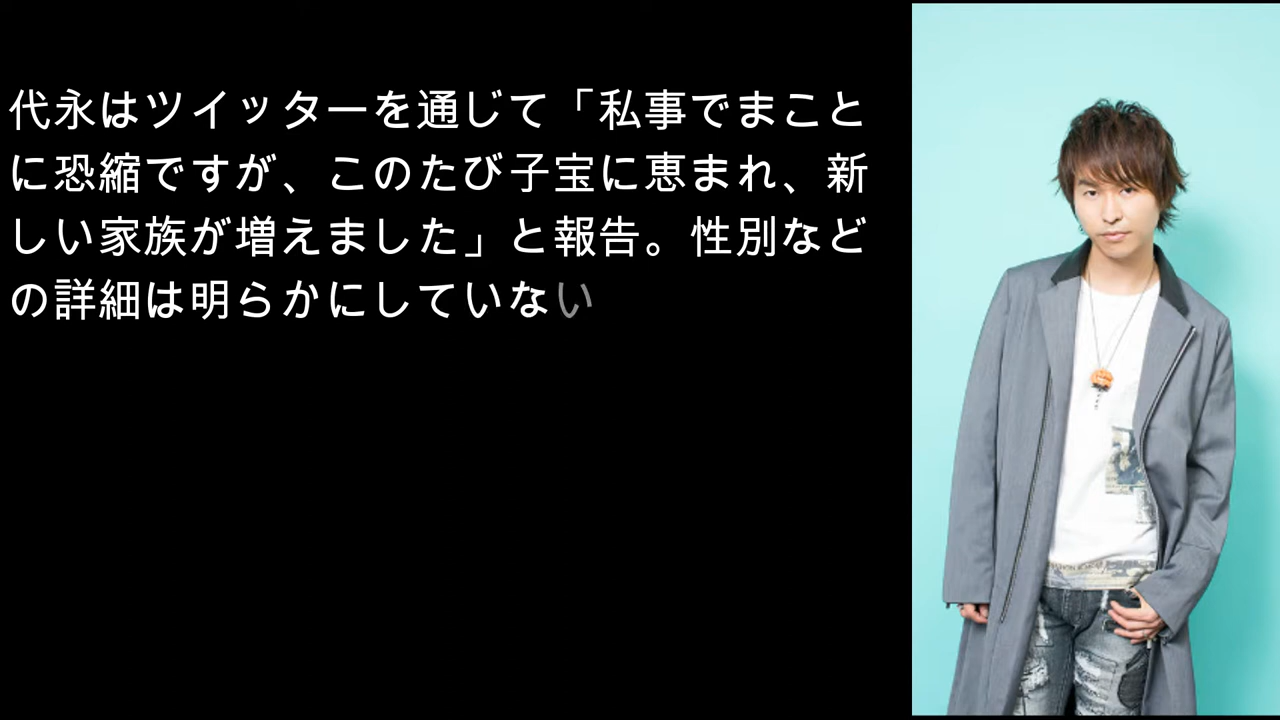 代永はツイッターを通じて「私事でまこと
に恐縮ですが、このたび子宝に恵まれ、新
しい家族が増えました」と報告。性別など
の詳細は明らかにしていない